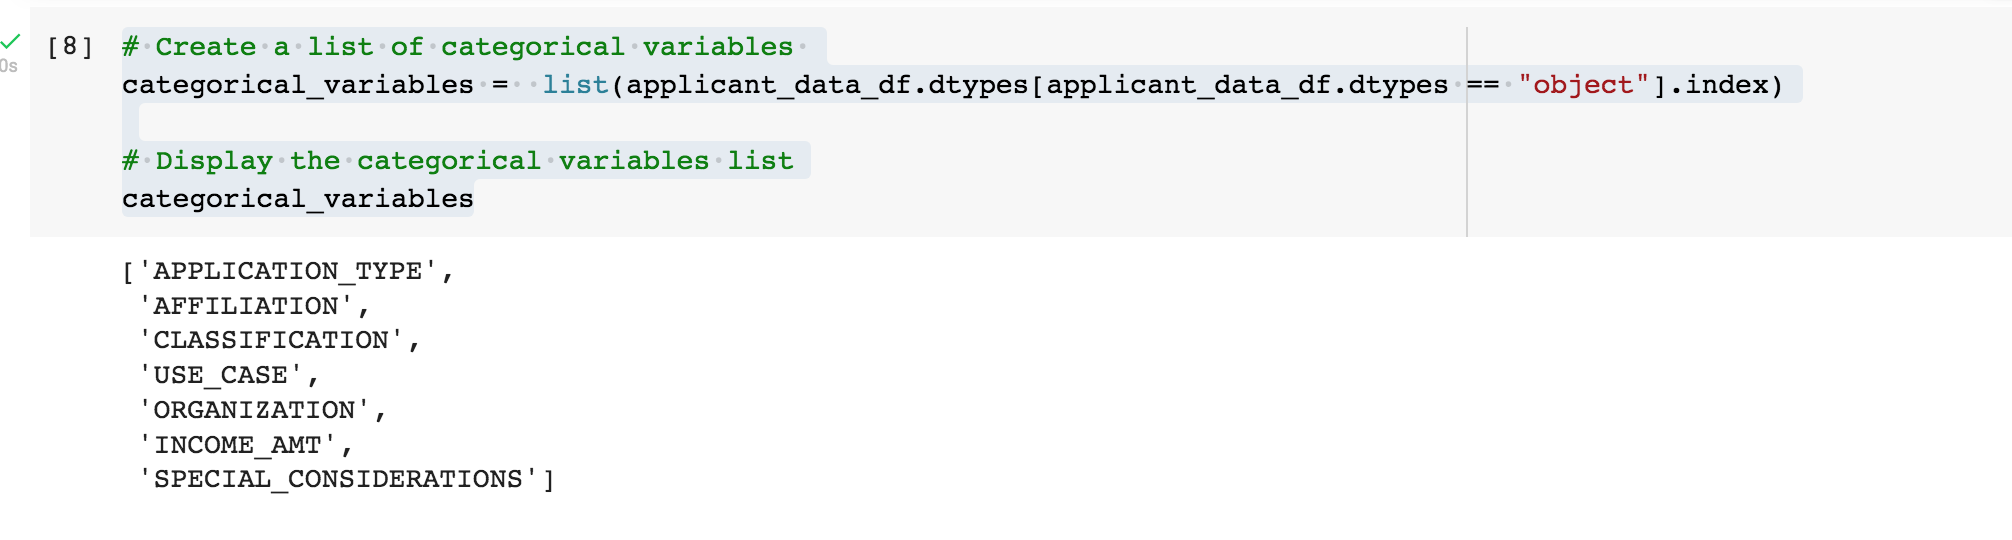 [8] # Create a list of categorical variables
categorical_variables =  list(applicant_data_df.dtypes[applicant_data_df.dtypes == "object"].index)
0s
# Display the categorical variables list
categorical_variables
['APPLICATION_TYPE',
 'AFFILIATION',
 'CLASSIFICATION',
 'USE_CASE',
 'ORGANIZATION',
 'INCOME_AMT',
 'SPECIAL_CONSIDERATIONS']